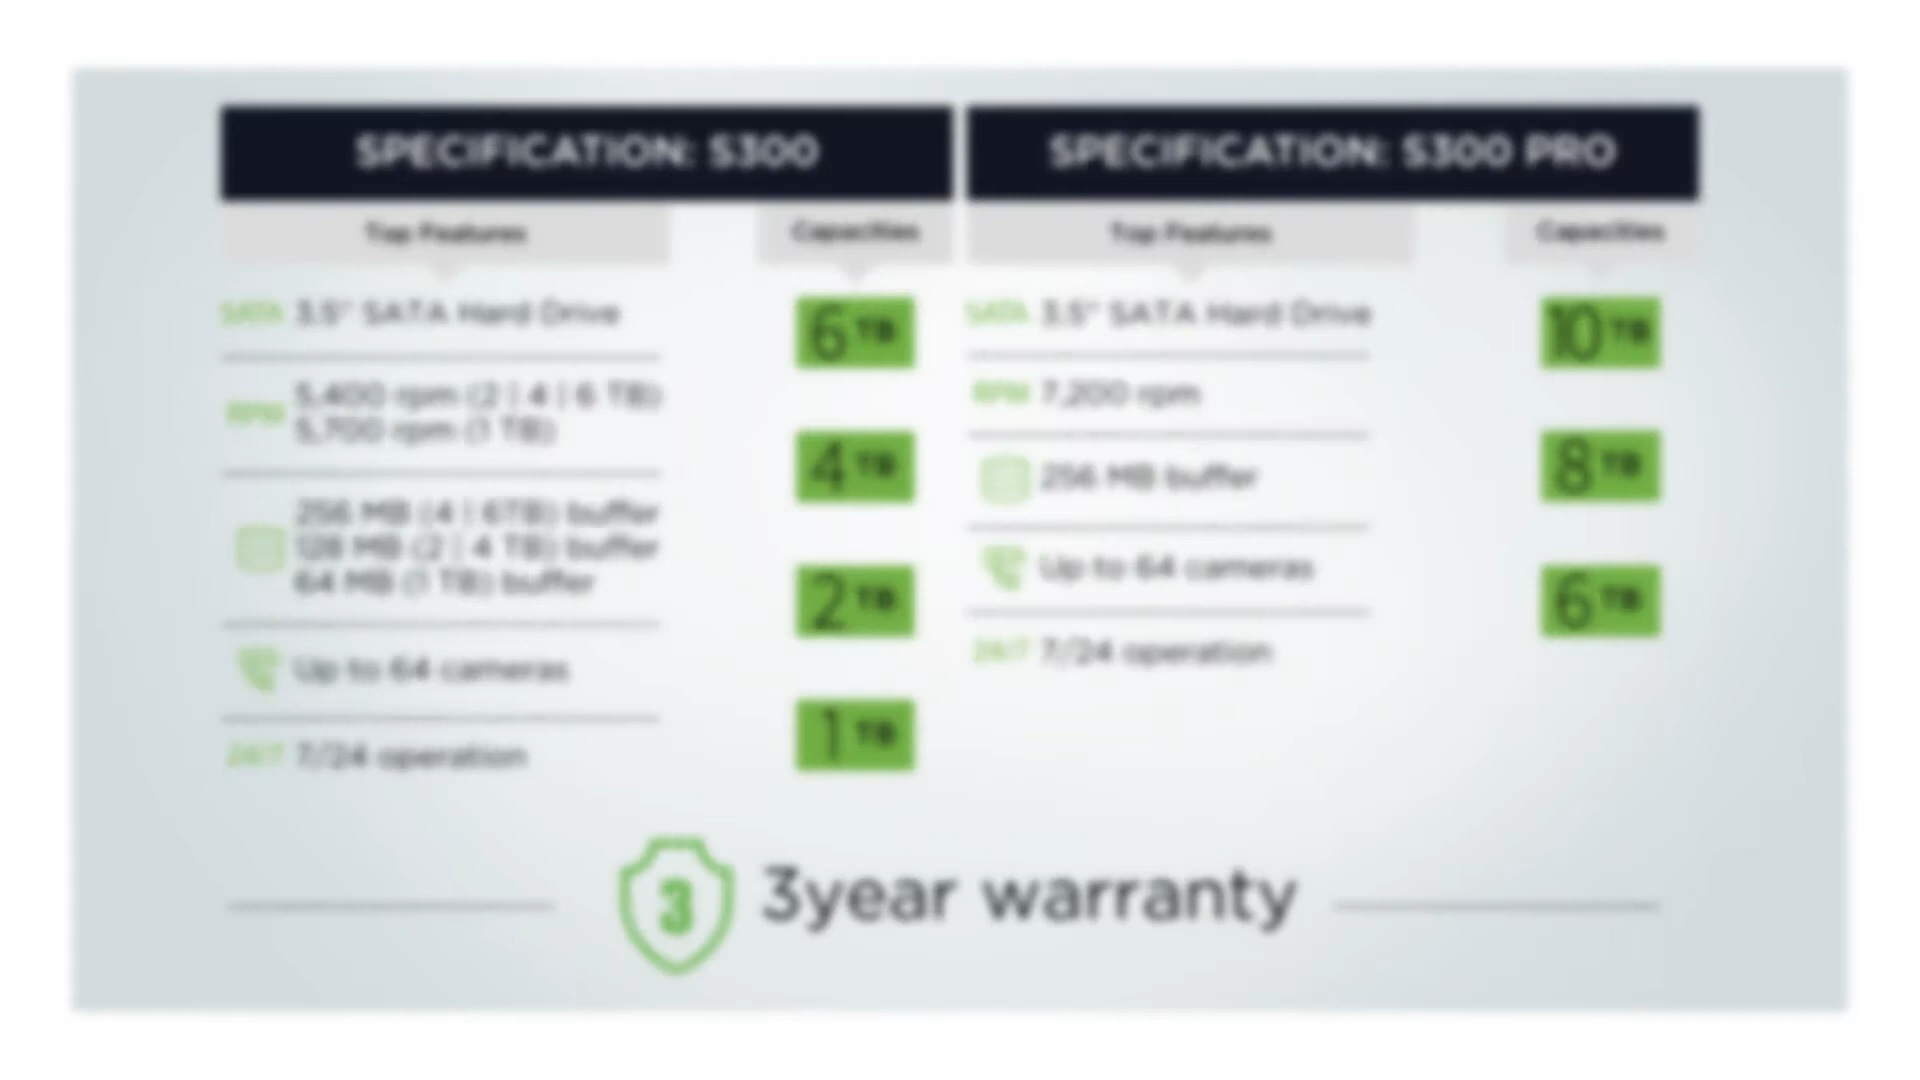 SPECIFICATION: S300
Top Features
Capacities
SATA 3.5" SATA Hard Drive
RPM 5,400 rpm (2 | 4 | 6 TB)
5,700 rpm (1 TB)
256 MB (4 | 6TB) buffer
128 MB (2 | 4 TB) buffer
64 MB (1 TB) buffer
Up to 64 cameras
24/7 7/24 operation
6 TB
4 TB
2 TB
1 TB
SPECIFICATION: S300 PRO
Top Features
Capacities
SATA 3.5" SATA Hard Drive
RPM 7,200 rpm
256 MB buffer
Up to 64 cameras
24/7 7/24 operation
10 TB
8 TB
6 TB
3 3year warranty